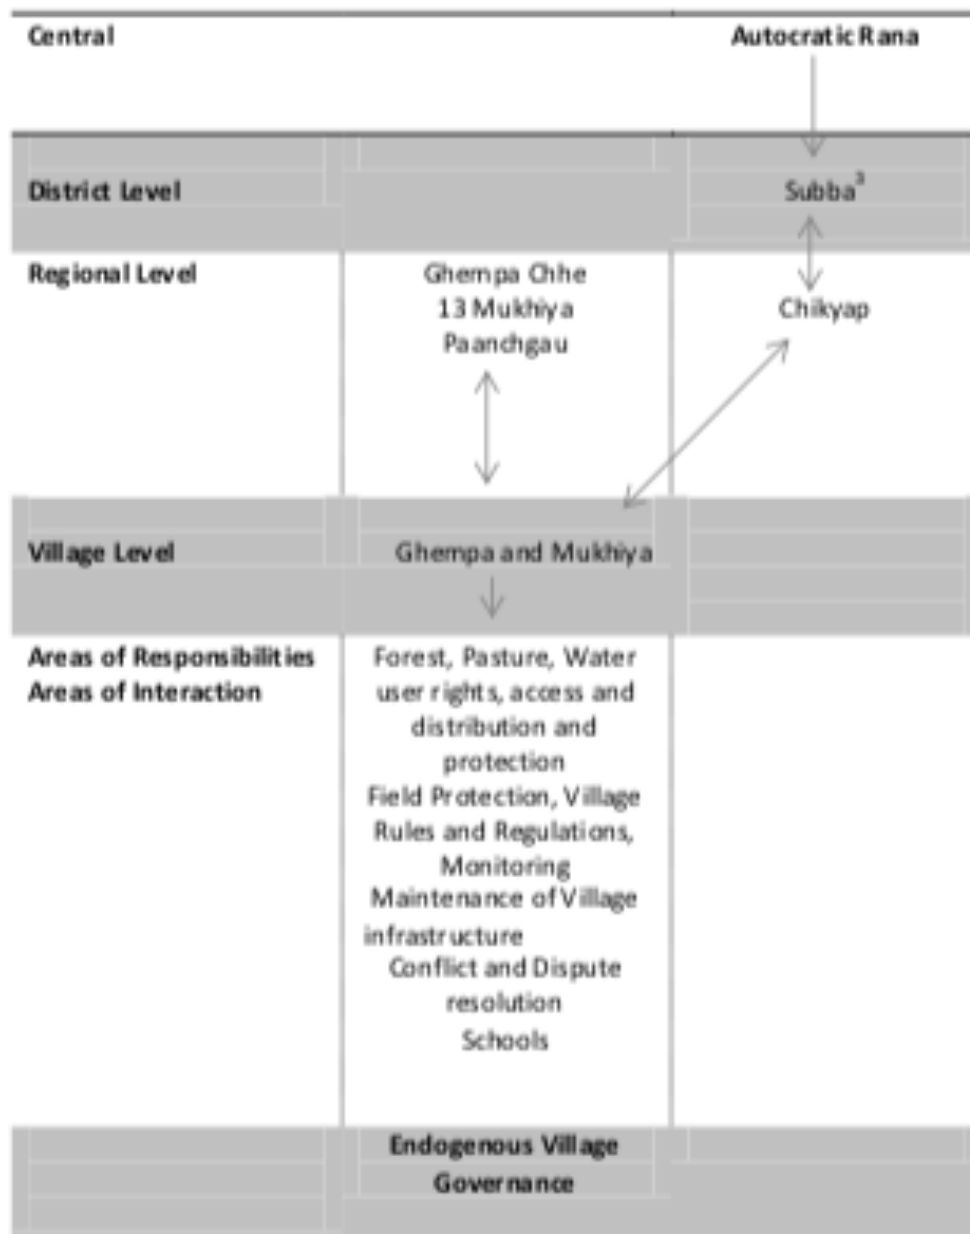 Central
Autocratic Rana
District Level
Subba³
Regional Level
Ghempa Chhe
13 Mukhiya
Paanchgau
Chikyap
Village Level
Ghempa and Mukhiya
Areas of Responsibilities
Areas of Interaction
Forest, Pasture, Water
user rights, access and
distribution and
protection
Field Protection, Village
Rules and Regulations,
Monitoring
Maintenance of Village
infrastructure
Conflict and Dispute
resolution
Schools
Endogenous Village
Governance